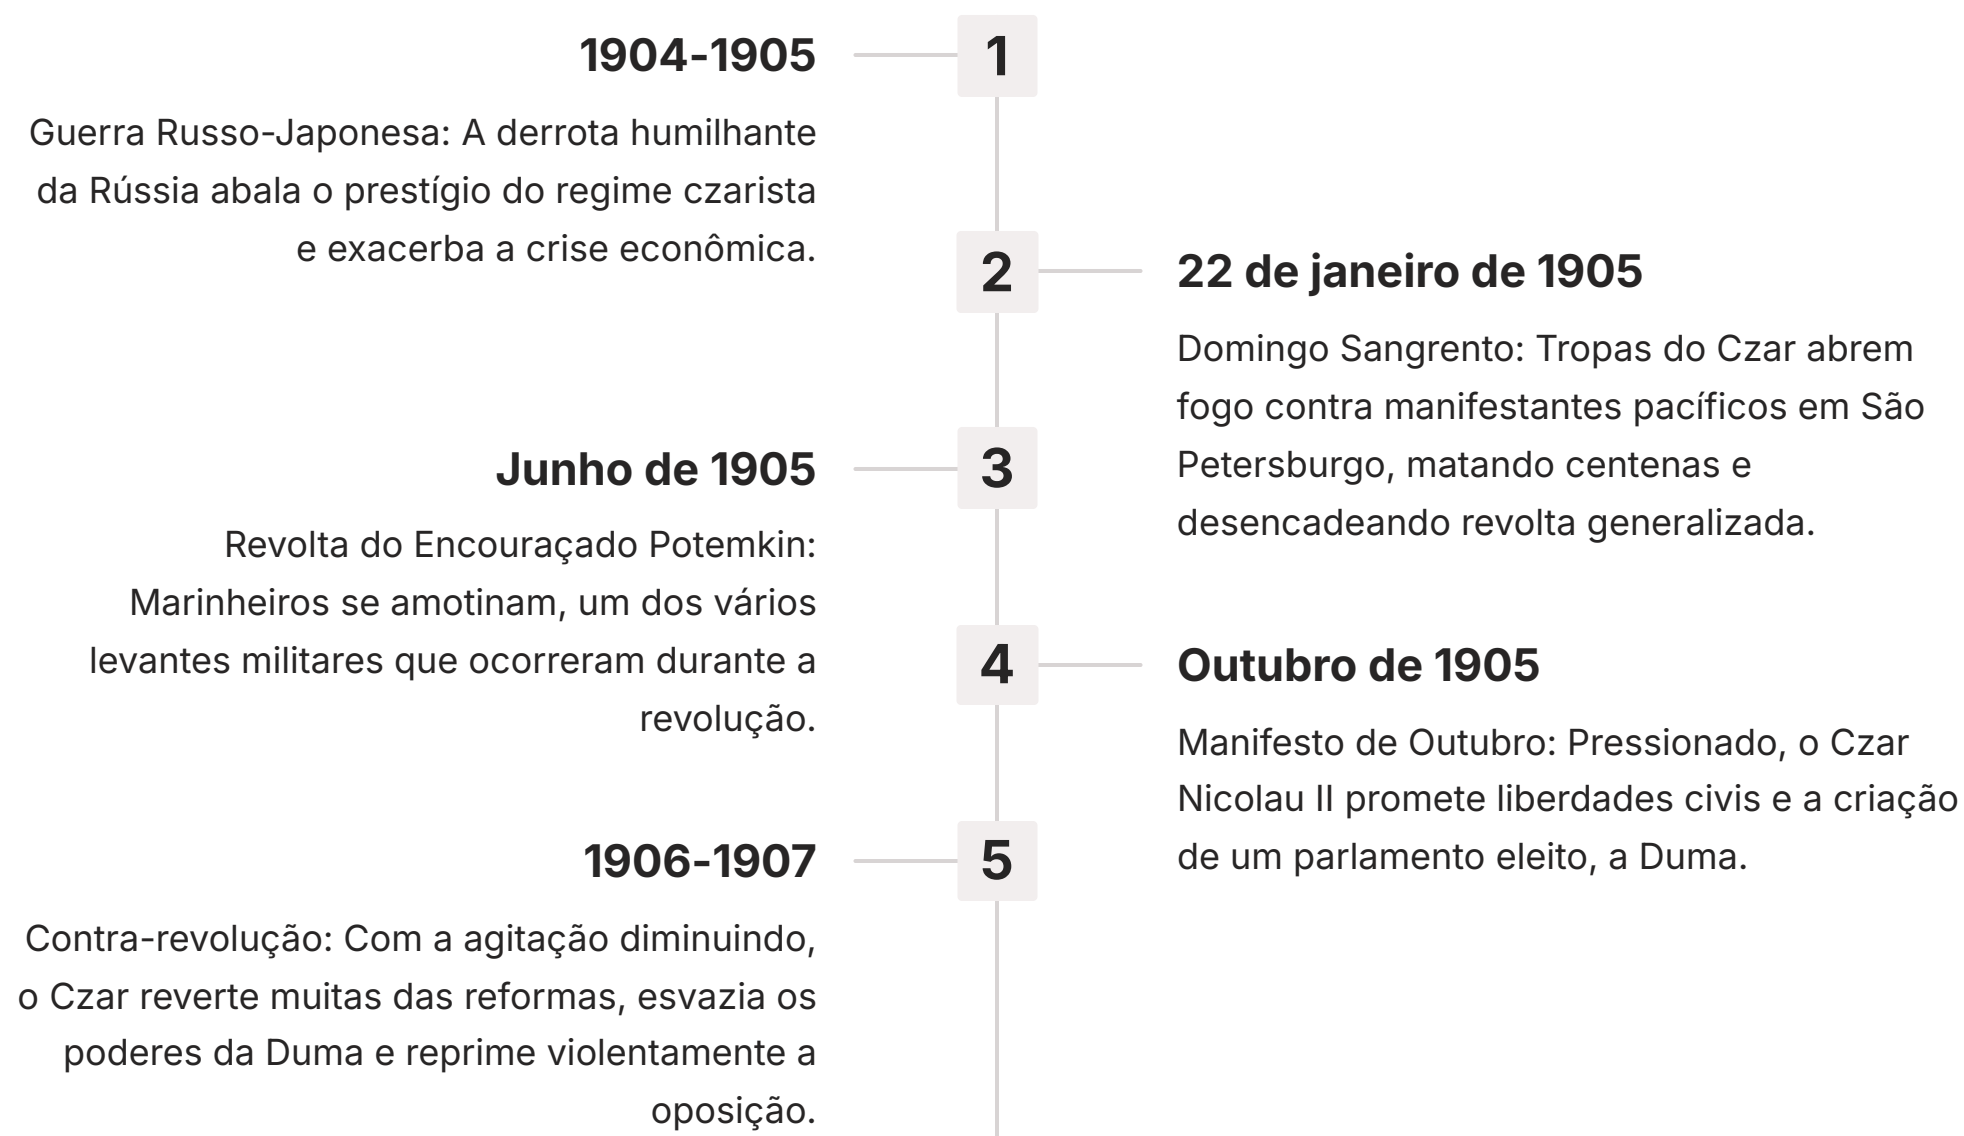 1904-1905
1
Guerra Russo-Japonesa: A derrota humilhante
da Rússia abala o prestígio do regime czarista
e exacerba a crise econômica.
2
22 de janeiro de 1905
Domingo Sangrento: Tropas do Czar abrem
fogo contra manifestantes pacíficos em São
Petersburgo, matando centenas e
desencadeando revolta generalizada.
Junho de 1905
3
Revolta do Encouraçado Potemkin:
Marinheiros se amotinam, um dos vários
levantes militares que ocorreram durante a
revolução.
4
Outubro de 1905
Manifesto de Outubro: Pressionado, o Czar
Nicolau II promete liberdades civis e a criação
de um parlamento eleito, a Duma.
1906-1907
5
Contra-revolução: Com a agitação diminuindo,
o Czar reverte muitas das reformas, esvazia os
poderes da Duma e reprime violentamente a
oposição.